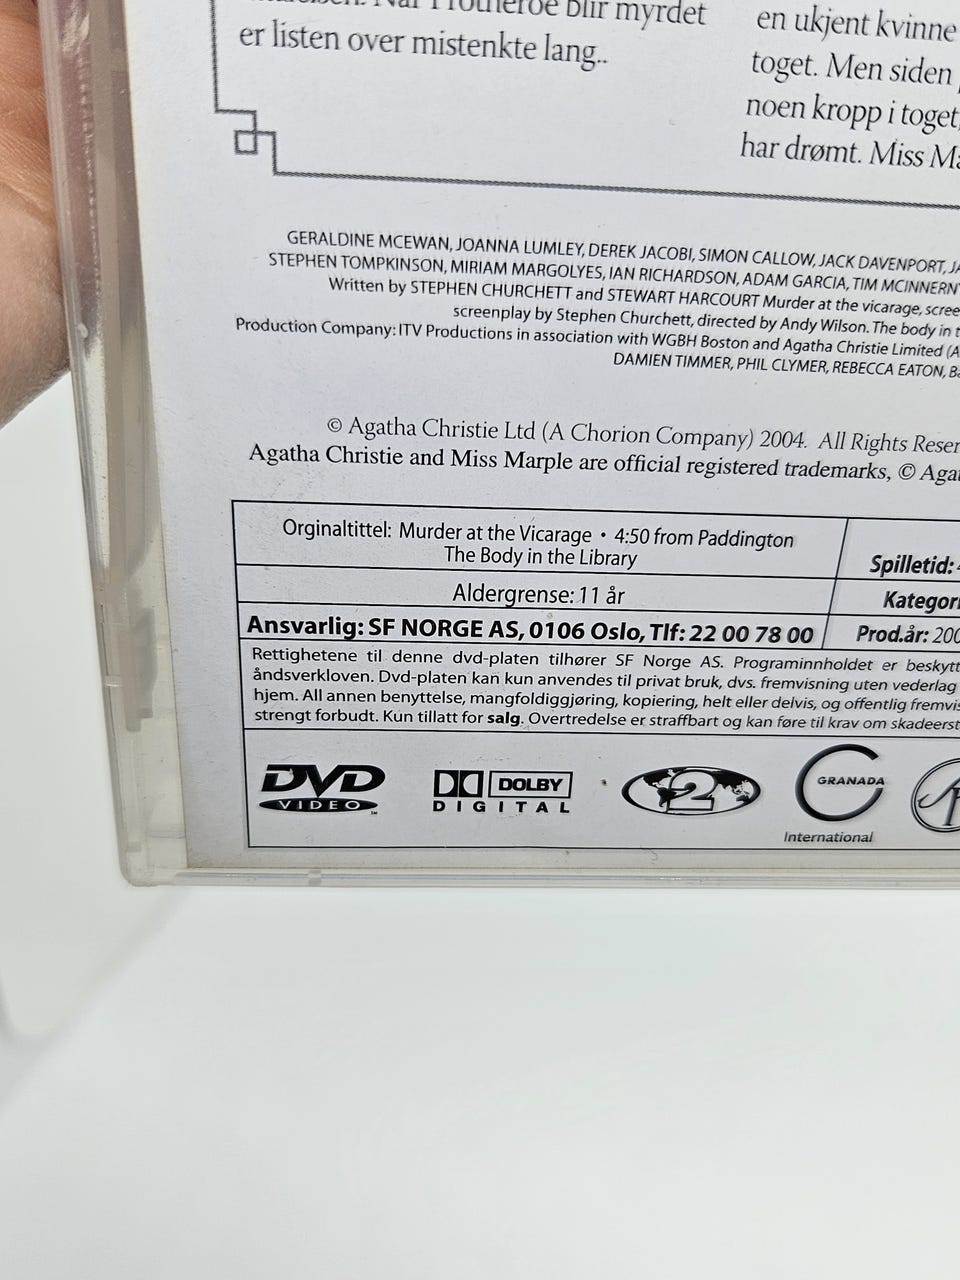 blir myrdet
er listen over mistenkte lang..
en ukjent kvinne
toget. Men siden
noen kropp i toget,
har drømt. Miss
GERALDINE MCEWAN, JOANNA LUMLEY, DEREK JACOBI, SIMON CALLOW, JACK DAVENPORT,
STEPHEN TOMPKINSON, MIRIAM MARGOLYES, IAN RICHARDSON, ADAM GARCIA, TIM MCINNERNY
Written by STEPHEN CHURCHETT and STEWART HARCOURT Murder at the vicarage,
screenplay by Stephen Churchett, directed by Andy Wilson. The body in
Production Company: ITV Productions in association with WGBH Boston and Agatha Christie Limited (A
DAMIEN TIMMER, PHIL CLYMER, REBECCA EATON,
© Agatha Christie Ltd (A Chorion Company) 2004. All Rights
Agatha Christie and Miss Marple are official registered trademarks, ©
Orginaltittel: Murder at the Vicarage • 4:50 from Paddington
The Body in the Library
Spilletid:
Aldergrense: 11 år
Ansvarlig: SF NORGE AS, 0106 Oslo, Tlf: 22 00 78 00
Prod.år:
Rettighetene til denne dvd-platen tilhører SF Norge AS. Programinnholdet er beskytt
åndsverkloven. Dvd-platen kan kun anvendes til privat bruk, dvs. fremvisning uten vederlag
hjem. All annen benyttelse, mangfoldiggjøring, kopiering, helt eller delvis, og offentlig
strengt forbudt. Kun tillatt for salg. Overtredelse er straffbart og kan føre til krav om
DVD
VIDEO
DOLBY
DIGITAL
2
GRANADA
International